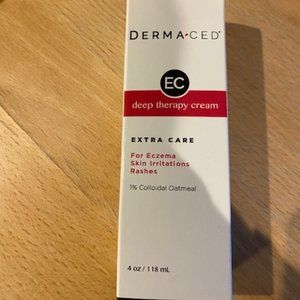 DERMA·CED®
EC
deep therapy cream
EXTRA CARE
For Eczema
Skin Irritations
Rashes
1% Colloidal Oatmeal
4 oz / 118 mL